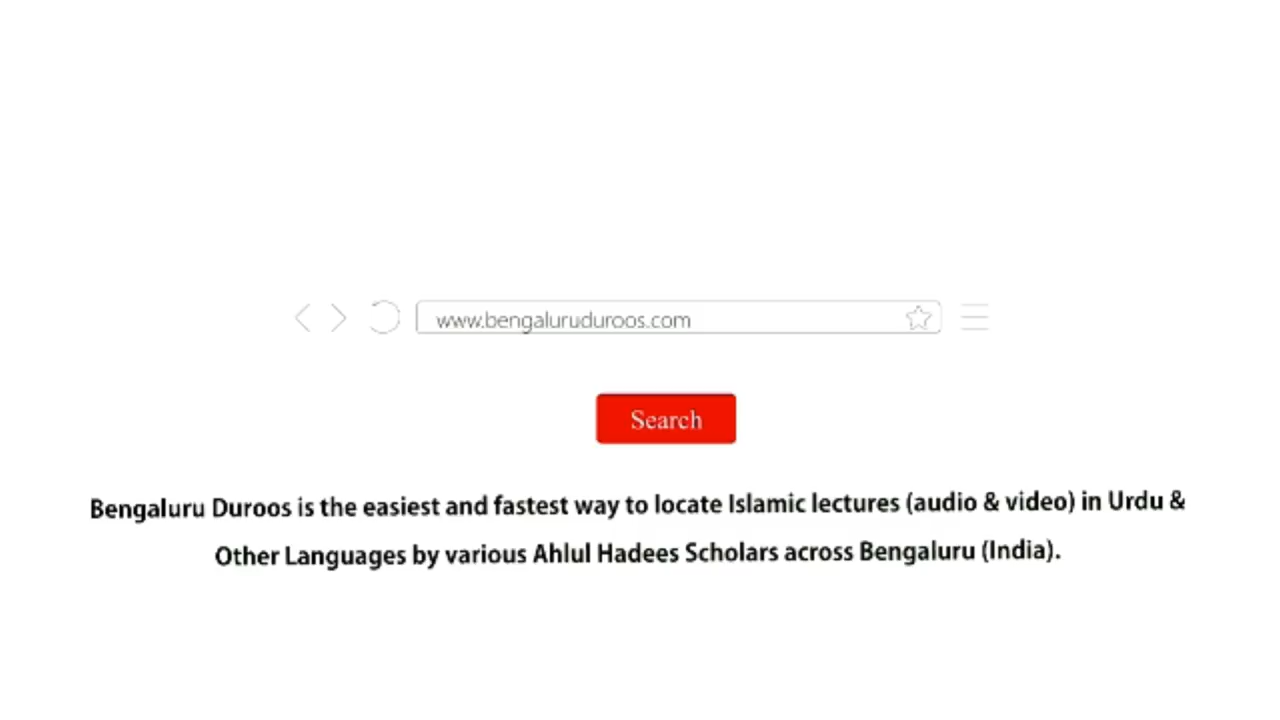 www.bengaluruduroos.com
Search
Bengaluru Duroos is the easiest and fastest way to locate Islamic lectures (audio & video) in Urdu &
Other Languages by various Ahlul Hadees Scholars across Bengaluru (India).